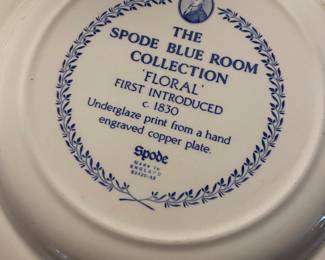 THE
SPODE BLUE ROOM
COLLECTION
'FLORAL'
FIRST INTRODUCED
c. 1830
Underglaze print from a hand
engraved copper plate.
Spode
MADE IN
ENGLAND